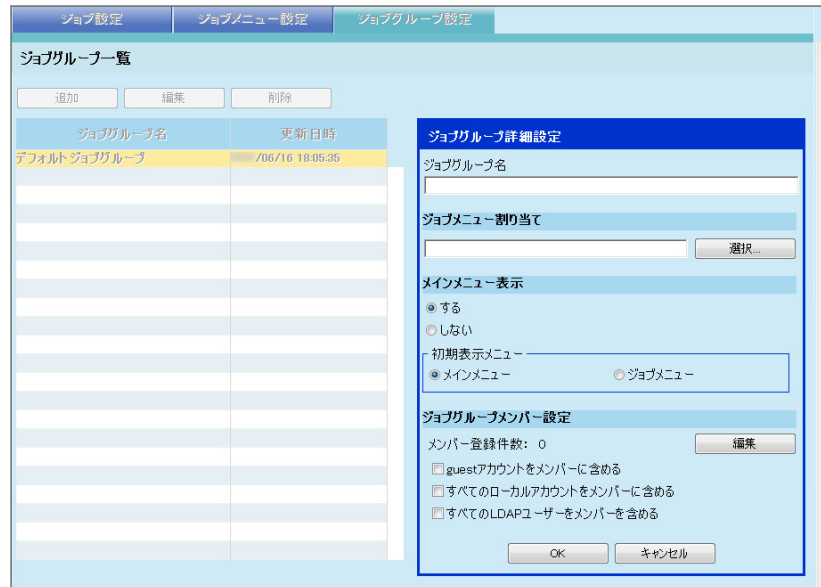 ジョブ設定 ジョブメニュー設定 ジョブグループ設定
ジョブグループ一覧
追加 編集 削除
ジョブグループ名 更新日時
デフォルトジョブグループ /06/16 18:05:35
ジョブグループ詳細設定
ジョブグループ名
ジョブメニュー割り当て
選択...
メインメニュー表示
する
しない
初期表示メニュー
メインメニュー ジョブメニュー
ジョブグループメンバー設定
メンバー登録件数: 0 編集
guestアカウントをメンバーに含める
すべてのローカルアカウントをメンバーに含める
すべてのLDAPユーザーをメンバーを含める
OK キャンセル